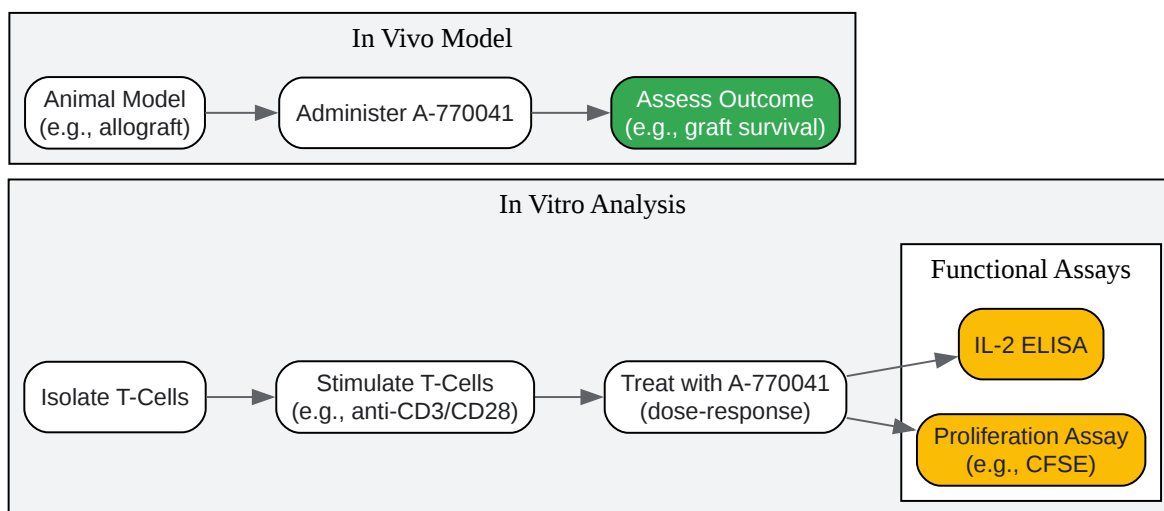 In Vivo Model
Animal Model
(e.g., allograft)
Administer A-770041
Assess Outcome
(e.g., graft survival)
In Vitro Analysis
Functional Assays
Isolate T-Cells
Stimulate T-Cells
(e.g., anti-CD3/CD28)
Treat with A-770041
(dose-response)
IL-2 ELISA
Proliferation Assay
(e.g., CFSE)